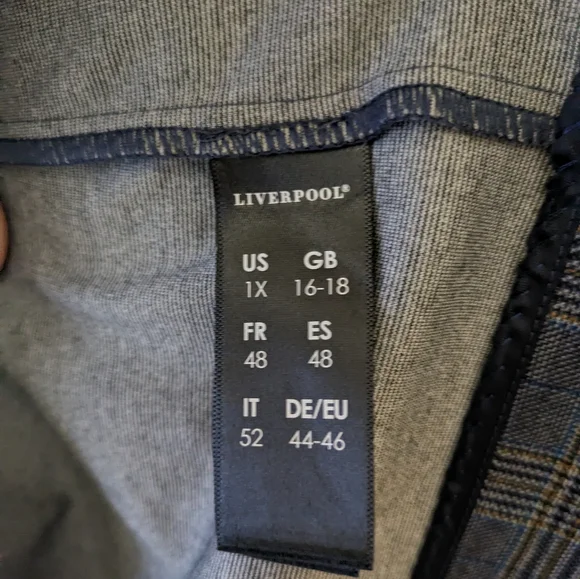 LIVERPOOL®
US GB
1X 16-18
FR ES
48 48
IT DE/EU
52 44-46